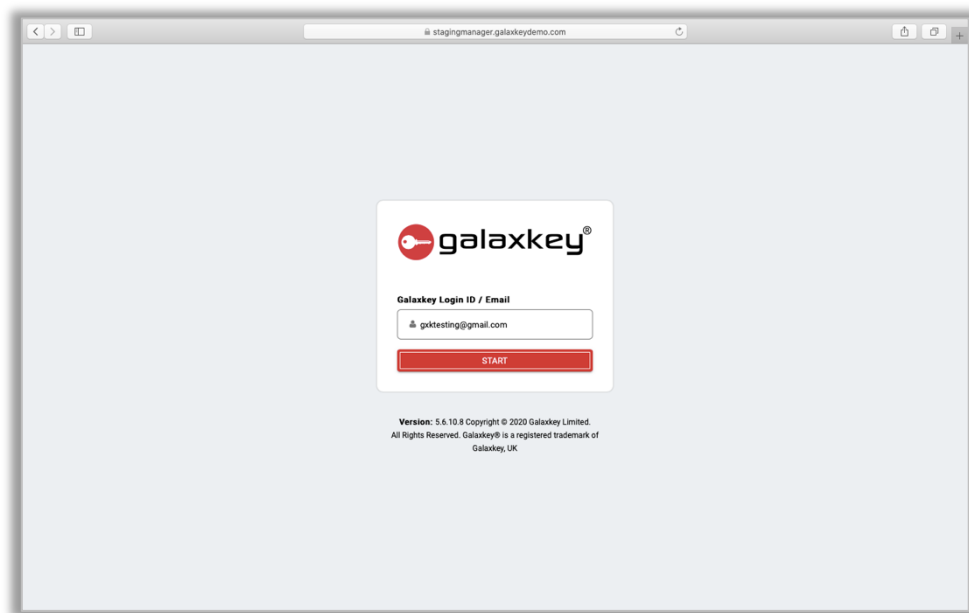 stagingmanager.galaxkeydemo.com
galaxkey®
Galaxkey Login ID / Email
gxktesting@gmail.com
START
Version: 5.6.10.8 Copyright © 2020 Galaxkey Limited.
All Rights Reserved. Galaxkey® is a registered trademark of
Galaxkey, UK